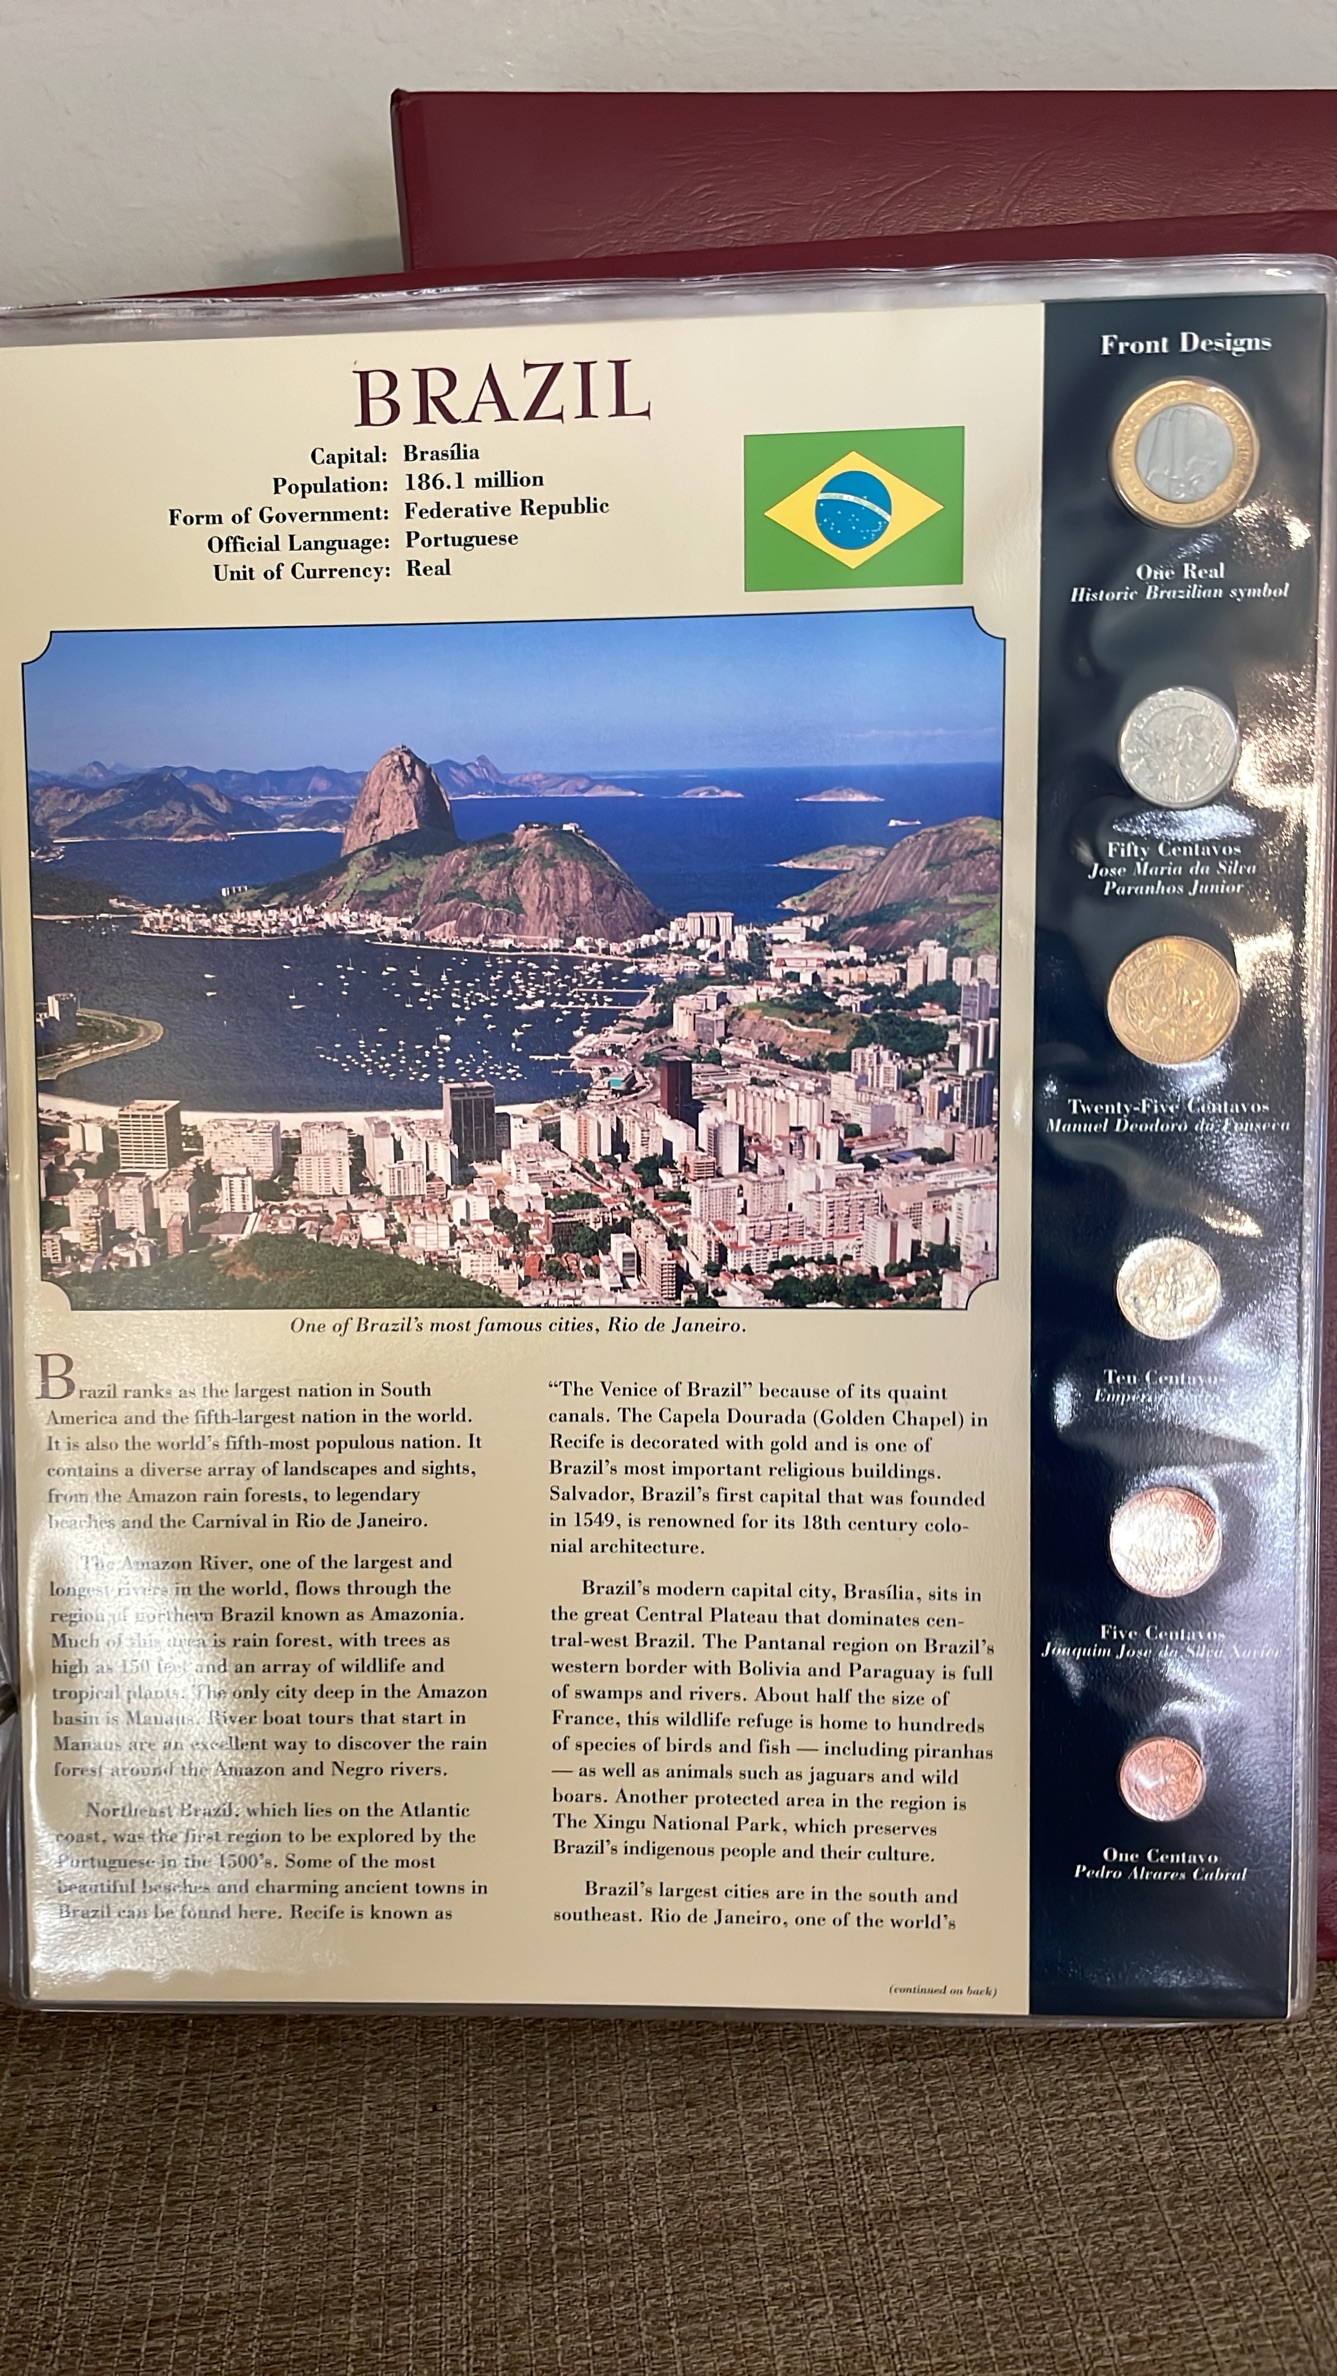 BRAZIL
Capital: Brasília
Population: 186.1 million
Form of Government: Federative Republic
Official Language: Portuguese
Unit of Currency: Real
One of Brazil's most famous cities, Rio de Janeiro.
Brazil ranks as the largest nation in South
America and the fifth-largest nation in the world.
It is also the world's fifth-most populous nation. It
contains a diverse array of landscapes and sights,
from the Amazon rain forests, to legendary
beaches and the Carnival in Rio de Janeiro.
The Amazon River, one of the largest and
longest rivers in the world, flows through the
region of northern Brazil known as Amazonia.
Much of this area is rain forest, with trees as
high as 150 feet and an array of wildlife and
tropical plants. The only city deep in the Amazon
basin is Manaus. River boat tours that start in
Manaus are an excellent way to discover the rain
forest around the Amazon and Negro rivers.
Northeast Brazil, which lies on the Atlantic
coast, was the first region to be explored by the
Portuguese in the 1500's. Some of the most
beautiful beaches and charming ancient towns in
Brazil can be found here. Recife is known as
“The Venice of Brazil” because of its quaint
canals. The Capela Dourada (Golden Chapel) in
Recife is decorated with gold and is one of
Brazil's most important religious buildings.
Salvador, Brazil's first capital that was founded
in 1549, is renowned for its 18th century colo-
nial architecture.
Brazil's modern capital city, Brasília, sits in
the great Central Plateau that dominates cen-
tral-west Brazil. The Pantanal region on Brazil's
western border with Bolivia and Paraguay is full
of swamps and rivers. About half the size of
France, this wildlife refuge is home to hundreds
of species of birds and fish — including piranhas
— as well as animals such as jaguars and wild
boars. Another protected area in the region is
The Xingu National Park, which preserves
Brazil's indigenous people and their culture.
Brazil's largest cities are in the south and
southeast. Rio de Janeiro, one of the world's
(continued on back)
Front Designs
One Real
Historic Brazilian symbol
Fifty Centavos
Jose Maria da Silva
Paranhos Junior
Twenty-Five Centavos
Manuel Deodoro da Fonseca
Ten Centavos
Emperor
Five Centavos
Joaquim Jose da Silva Xavier
One Centavo
Pedro Alvares Cabral